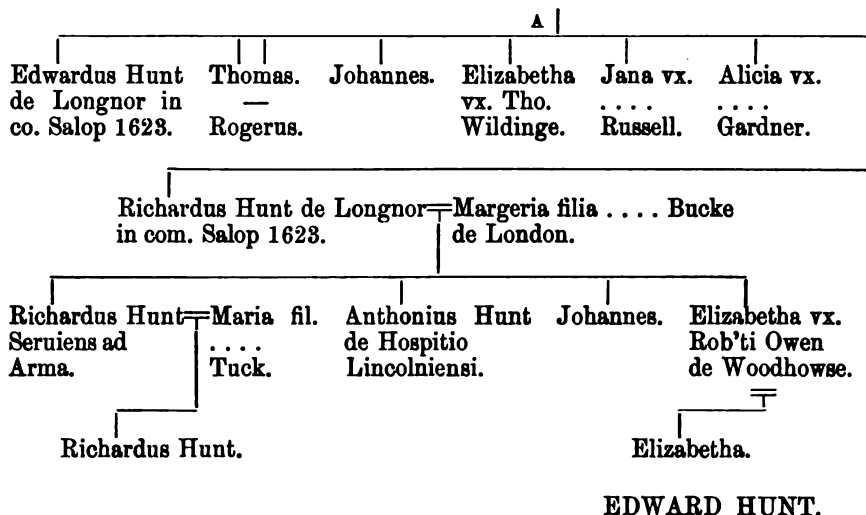 A
Edwardus Hunt
de Longnor in
co. Salop 1623.
Thomas.
—
Rogerus.
Johannes.
Elizabetha
vx. Tho.
Wildinge.
Jana vx.
. . . .
Russell.
Alicia vx.
. . . .
Gardner.
Richardus Hunt de Longnor
in com. Salop 1623.
Margeria filia . . . . Bucke
de London.
Richardus Hunt
Seruiens ad
Arma.
Maria fil.
. . . .
Tuck.
Anthonius Hunt
de Hospitio
Lincolniensi.
Johannes.
Elizabetha vx.
Rob'ti Owen
de Woodhowse.
Richardus Hunt.
Elizabetha.
EDWARD HUNT.